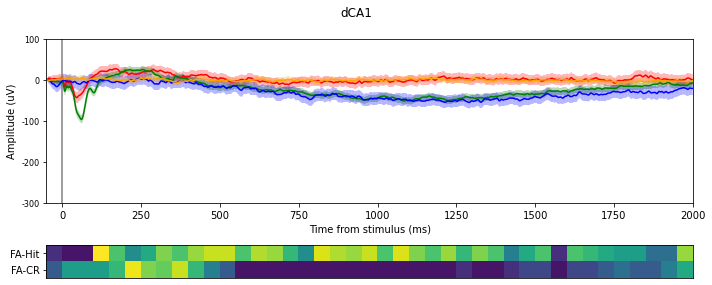 dCA1
100
0
-100
-200
-300
Amplitude (uV)
0 250 500 750 1000 1250 1500 1750 2000
Time from stimulus (ms)
FA-Hit
FA-CR